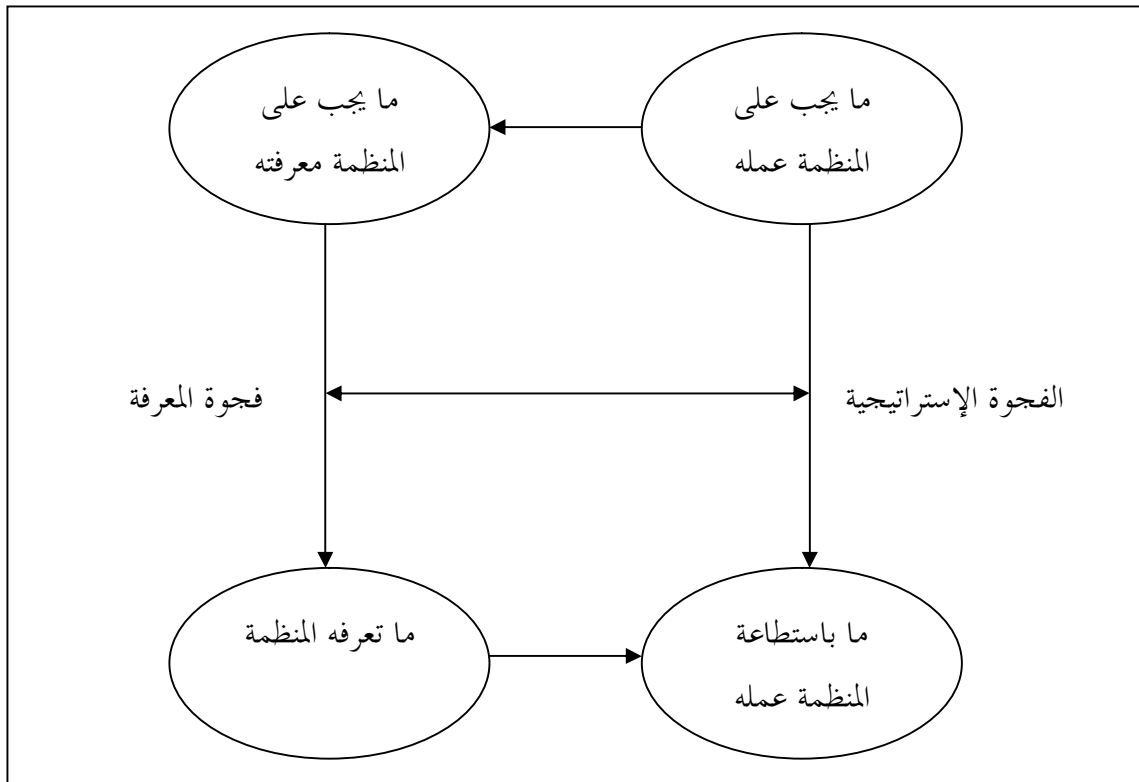 ما يجب على
المنظمة عمله
ما يجب على
المنظمة معرفته
الفجوة الإستراتيجية
فجوة المعرفة
ما باستطاعة
المنظمة عمله
ما تعرفه المنظمة